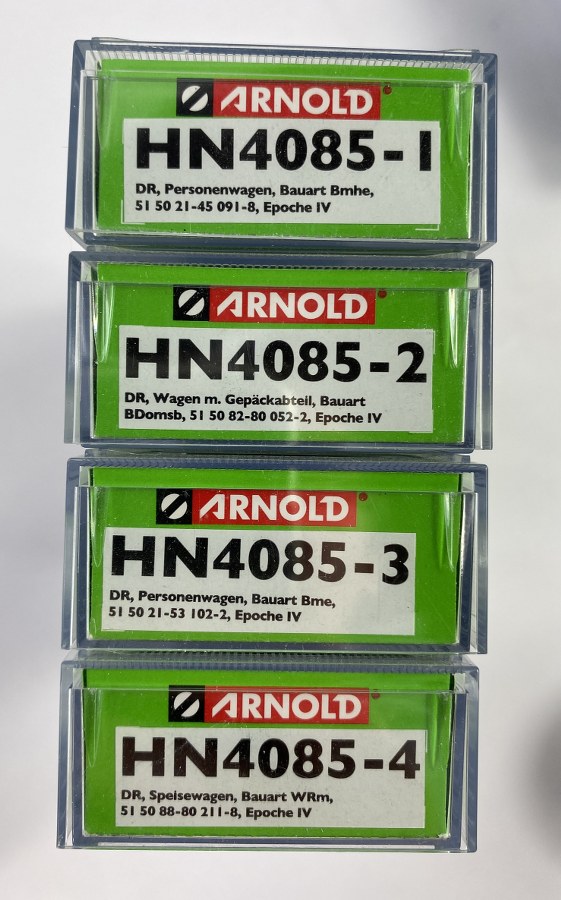 ARNOLD
HN4085-1
DR, Personenwagen, Bauart Bmhe,
51 50 21-45 091-8, Epoche IV
ARNOLD
HN4085-2
DR, Wagen m. Gepäckabteil, Bauart
BDomsb, 51 50 82-80 052-2, Epoche IV
ARNOLD
HN4085-3
DR, Personenwagen, Bauart Bme,
51 50 21-53 102-2, Epoche IV
ARNOLD
HN4085-4
DR, Speisewagen, Bauart WRm,
51 50 88-80 211-8, Epoche IV